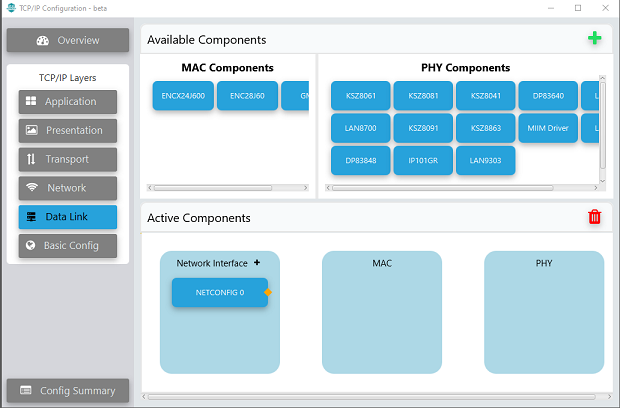 TCP/IP Configuration - beta
Overview
TCP/IP Layers
Application
Presentation
Transport
Network
Data Link
Basic Config
Config Summary
Available Components
MAC Components
ENCX24J600 ENC28J60
PHY Components
KSZ8061 KSZ8081 KSZ8041 DP83640
LAN8700 KSZ8091 KSZ8863 MIIM Driver
DP83848 IP101GR LAN9303
Active Components
Network Interface +
NETCONFIG 0
MAC
PHY